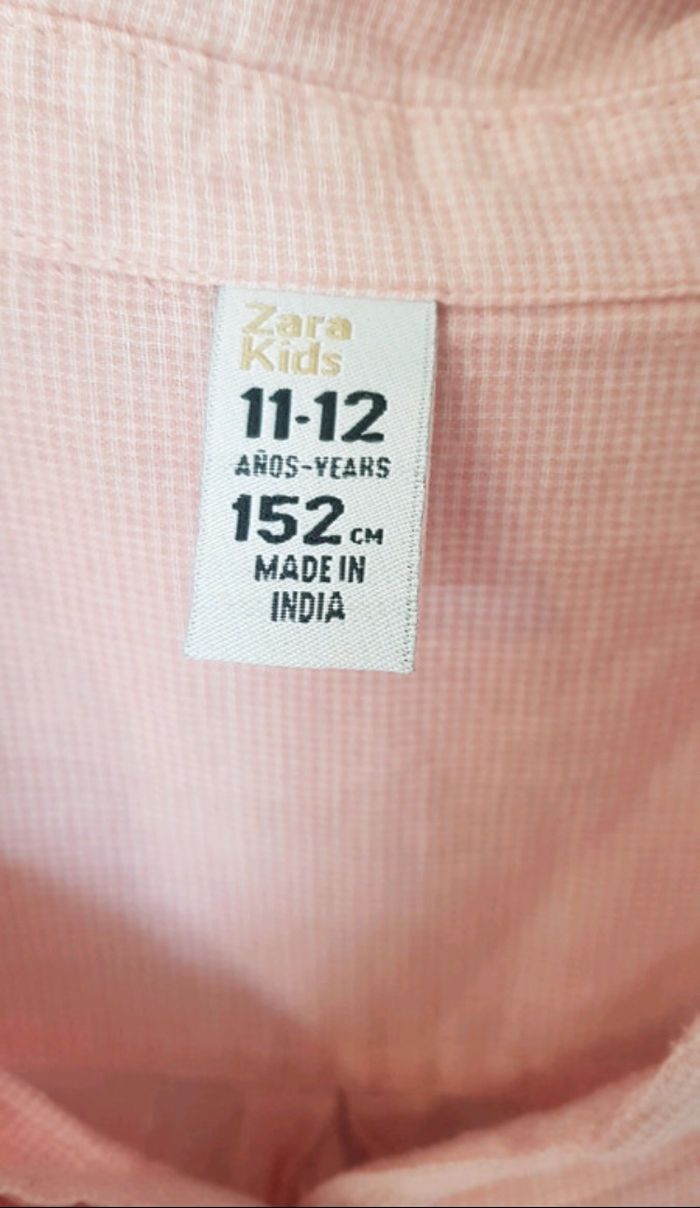 Zara
Kids
11-12
AÑOS-YEARS
152 CM
MADE IN
INDIA